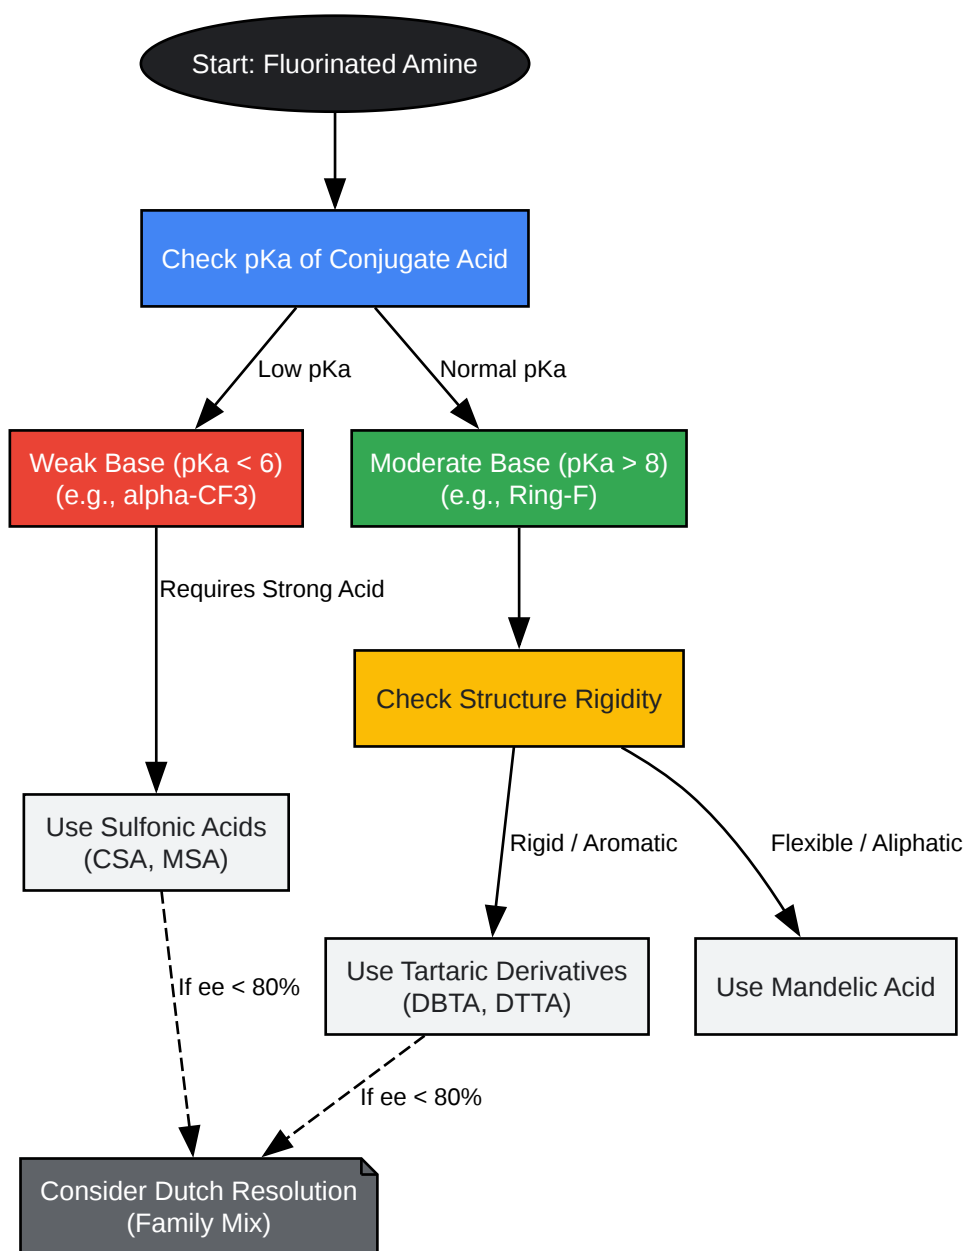 Start: Fluorinated Amine
Check pKa of Conjugate Acid
Low pKa
Normal pKa
Weak Base (pKa < 6)
(e.g., alpha-CF3)
Moderate Base (pKa > 8)
(e.g., Ring-F)
Requires Strong Acid
Check Structure Rigidity
Use Sulfonic Acids
(CSA, MSA)
Rigid / Aromatic
Flexible / Aliphatic
Use Tartaric Derivatives
(DBTA, DTTA)
Use Mandelic Acid
If ee < 80%
If ee < 80%
Consider Dutch Resolution
(Family Mix)